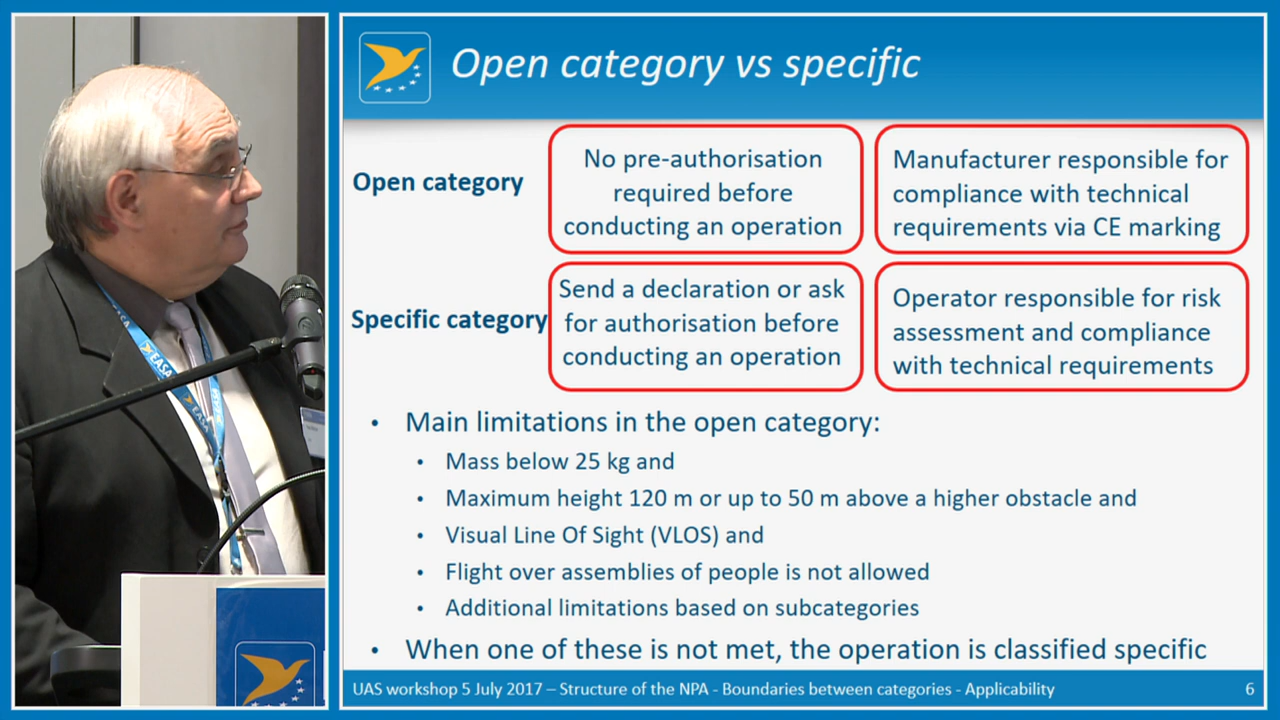 Open category vs specific
Open category
No pre-authorisation
required before
conducting an operation
Manufacturer responsible for
compliance with technical
requirements via CE marking
Specific category
Send a declaration or ask
for authorisation before
conducting an operation
Operator responsible for risk
assessment and compliance
with technical requirements
• Main limitations in the open category:
• Mass below 25 kg and
• Maximum height 120 m or up to 50 m above a higher obstacle and
• Visual Line Of Sight (VLOS) and
• Flight over assemblies of people is not allowed
• Additional limitations based on subcategories
• When one of these is not met, the operation is classified specific
UAS workshop 5 July 2017 – Structure of the NPA - Boundaries between categories - Applicability
6
EASA
EASA